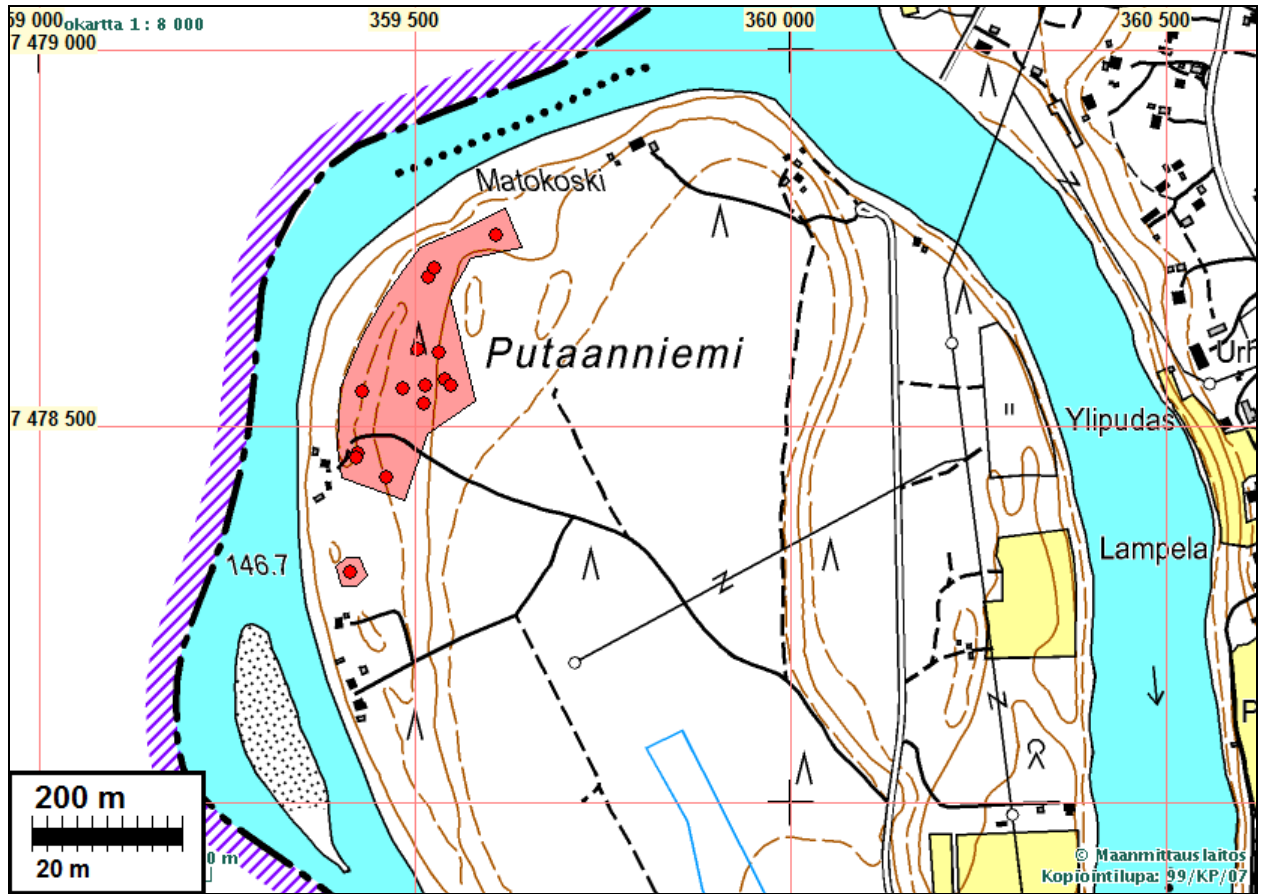 59 000 okartta 1 : 8 000 359 500 360 000 360 500
7 479 000
Matokoski
Putaanniemi
Urh
7 478 500
Ylipudas
146.7
Lampela
P
200 m
20 m
0 m
© Maanmittauslaitos
Kopiointilupa: 99/KP/07